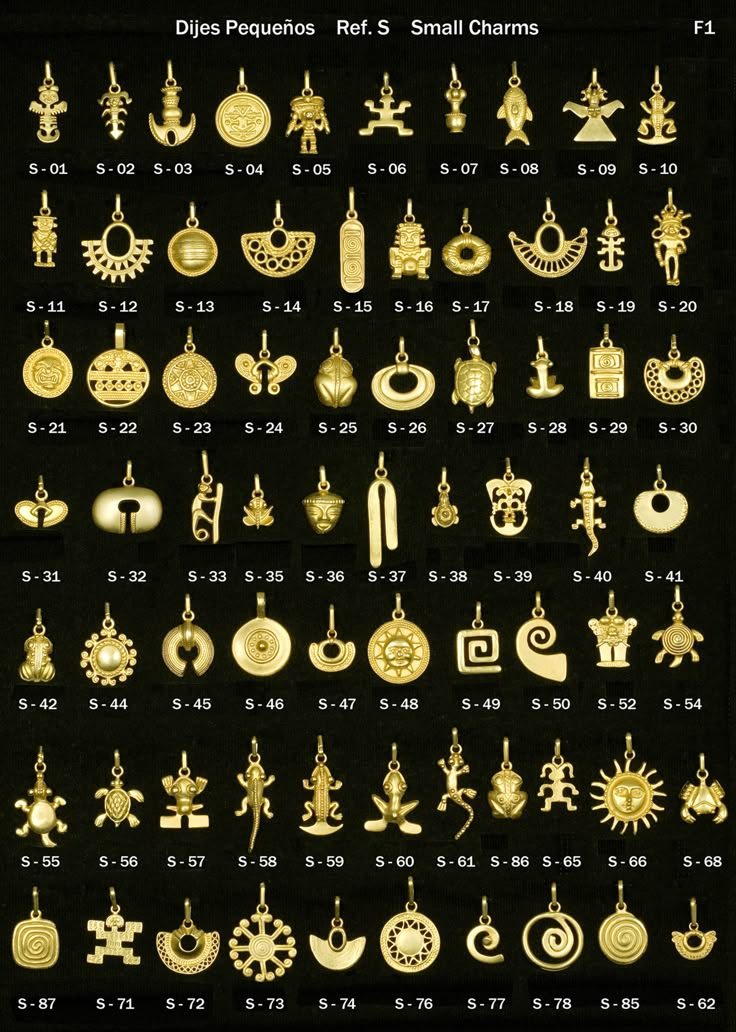 Dijes Pequeños Ref. S Small Charms F1
S - 01 S - 02 S - 03 S - 04 S - 05 S - 06 S - 07 S - 08 S - 09 S - 10
S - 11 S - 12 S - 13 S - 14 S - 15 S - 16 S - 17 S - 18 S - 19 S - 20
S - 21 S - 22 S - 23 S - 24 S - 25 S - 26 S - 27 S - 28 S - 29 S - 30
S - 31 S - 32 S - 33 S - 35 S - 36 S - 37 S - 38 S - 39 S - 40 S - 41
S - 42 S - 44 S - 45 S - 46 S - 47 S - 48 S - 49 S - 50 S - 52 S - 54
S - 55 S - 56 S - 57 S - 58 S - 59 S - 60 S - 61 S - 86 S - 65 S - 66 S - 68
S - 87 S - 71 S - 72 S - 73 S - 74 S - 76 S - 77 S - 78 S - 85 S - 62